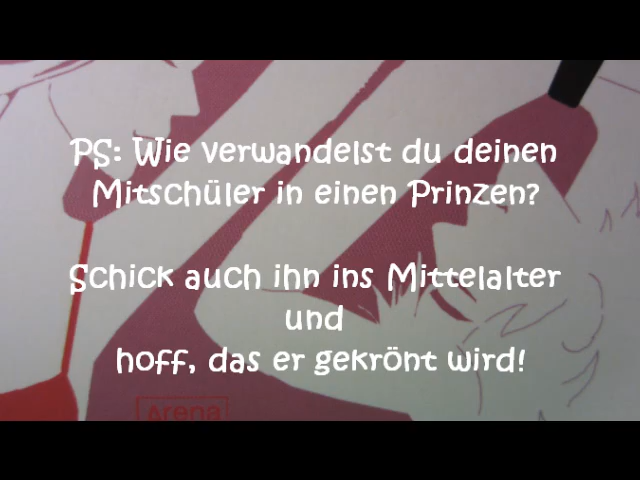 PS: Wie verwandelst du deinen
Mitschüler in einen Prinzen?
Schick auch ihn ins Mittelalter
und
hoff, das er gekrönt wird!
Arena